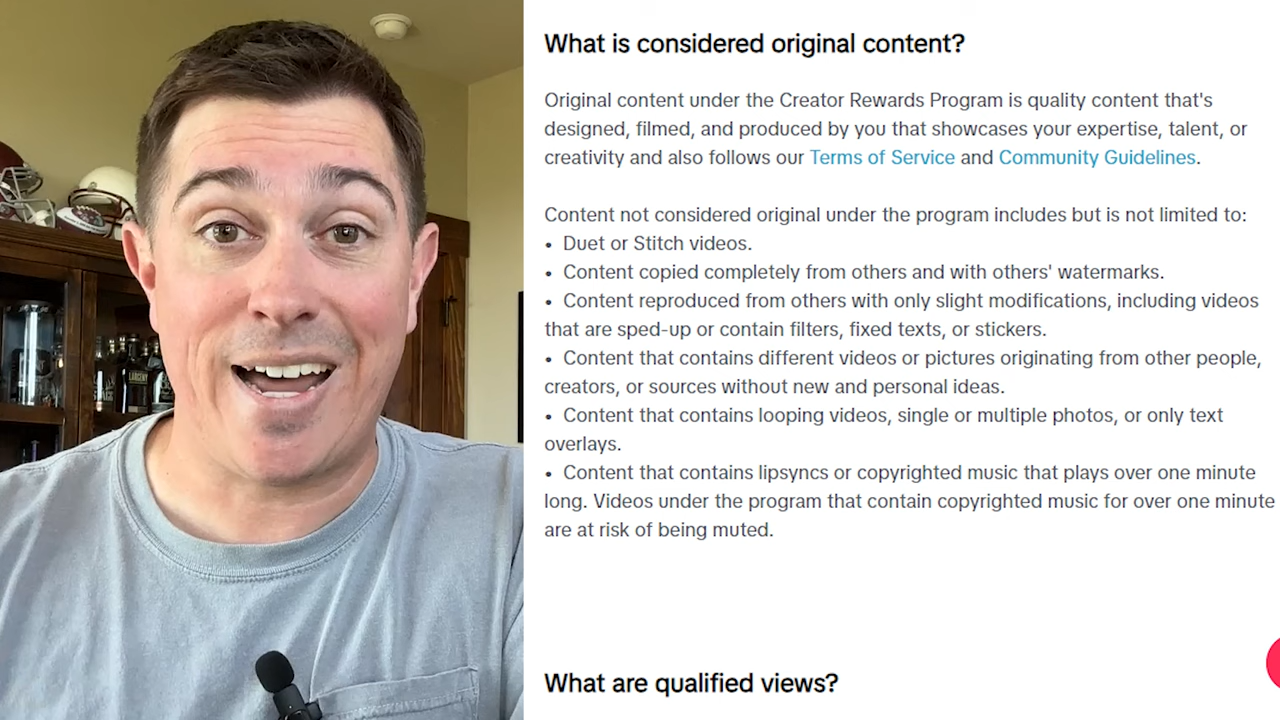 What is considered original content?
Original content under the Creator Rewards Program is quality content that's
designed, filmed, and produced by you that showcases your expertise, talent, or
creativity and also follows our Terms of Service and Community Guidelines.
Content not considered original under the program includes but is not limited to:
• Duet or Stitch videos.
• Content copied completely from others and with others' watermarks.
• Content reproduced from others with only slight modifications, including videos
that are sped-up or contain filters, fixed texts, or stickers.
• Content that contains different videos or pictures originating from other people,
creators, or sources without new and personal ideas.
• Content that contains looping videos, single or multiple photos, or only text
overlays.
• Content that contains lipsyncs or copyrighted music that plays over one minute
long. Videos under the program that contain copyrighted music for over one minute
are at risk of being muted.
What are qualified views?